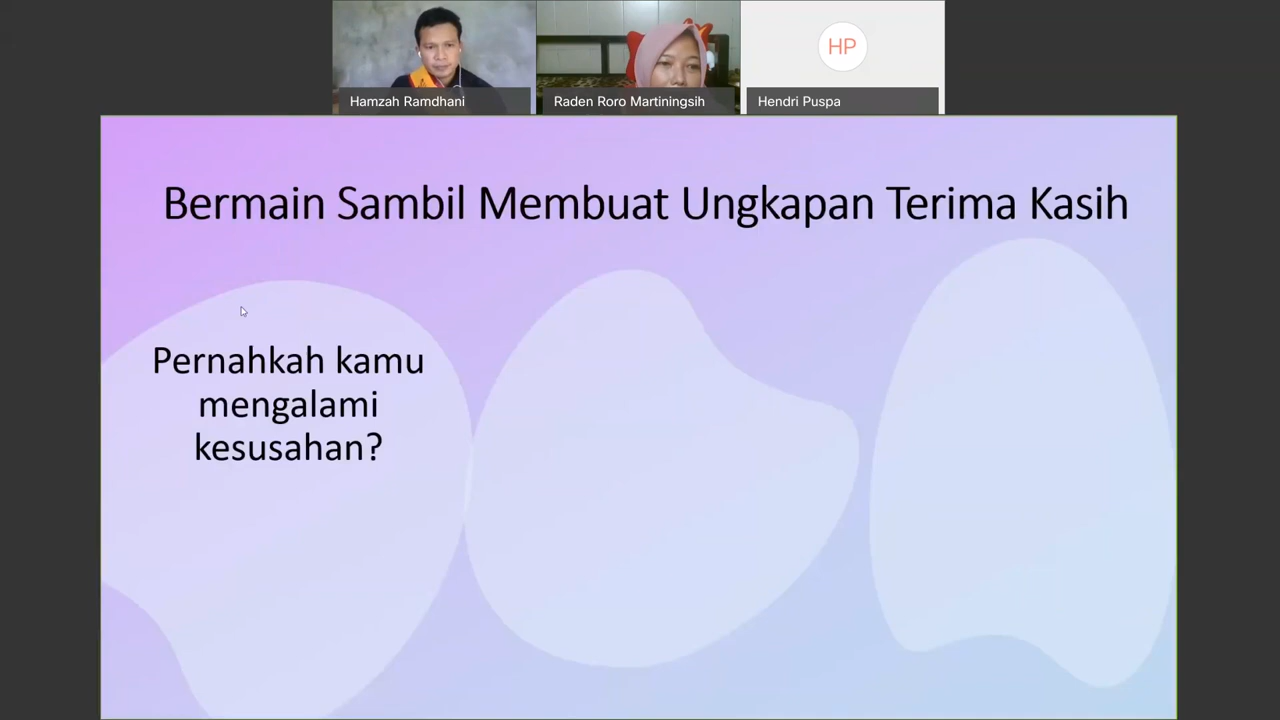 HP
Hamzah Ramdhani
Raden Roro Martiningsih
Hendri Puspa
Bermain Sambil Membuat Ungkapan Terima Kasih
Pernahkah kamu
mengalami
kesusahan?